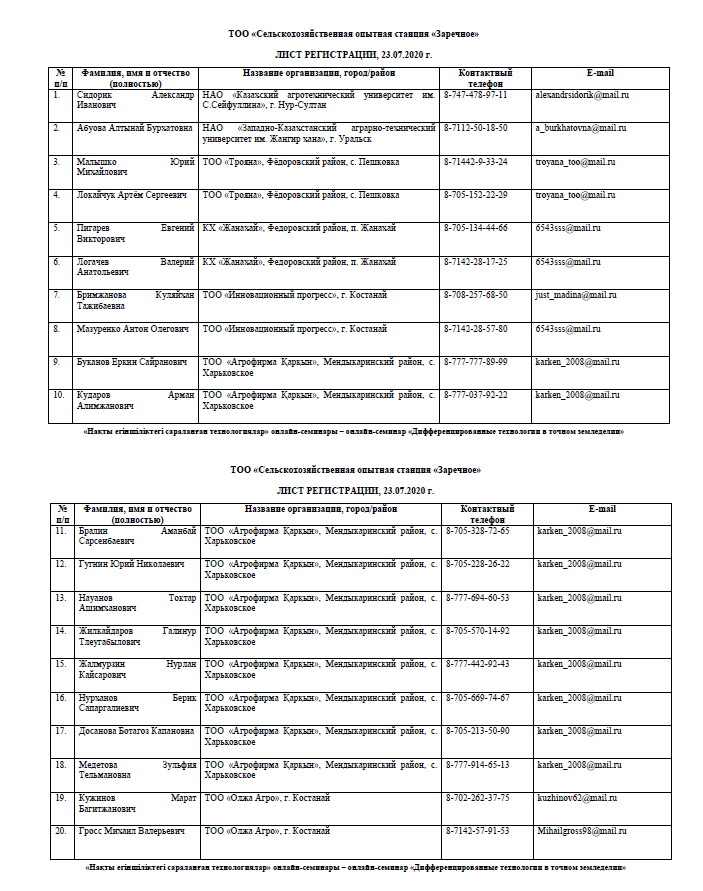 ТОО «Сельскохозяйственная опытная станция «Заречное»
ЛИСТ РЕГИСТРАЦИИ, 23.07.2020 г.
№ п/п Фамилия, имя и отчество (полностью) Название организации, город/район Контактный телефон E-mail
1. Сидорик Александр Иванович НАО «Казахский агротехнический университет им. С.Сейфуллина», г. Нур-Султан 8-747-478-97-11 alexandrsidorik@mail.ru
2. Абуова Алтынай Бурхатовна НАО «Западно-Казахстанский аграрно-технический университет им. Жангир хана», г. Уральск 8-7112-50-18-50 a_burkhatovna@mail.ru
3. Малышко Юрий Михайлович ТОО «Трояна», Фёдоровский район, с. Пешковка 8-71442-9-33-24 troyana_too@mail.ru
4. Локайчук Артём Сергеевич ТОО «Трояна», Фёдоровский район, с. Пешковка 8-705-152-22-29 troyana_too@mail.ru
5. Пигарев Евгений Викторович КХ «Жанахай», Федоровский район, п. Жанахай 8-705-134-44-66 6543sss@mail.ru
6. Логачев Валерий Анатольевич КХ «Жанахай», Федоровский район, п. Жанахай 8-7142-28-17-25 6543sss@mail.ru
7. Бримжанова Куляйхан Тажибаевна ТОО «Инновационный прогресс», г. Костанай 8-708-257-68-50 just_madina@mail.ru
8. Мазуренко Антон Олегович ТОО «Инновационный прогресс», г. Костанай 8-7142-28-57-80 6543sss@mail.ru
9. Буканов Еркин Сайранович ТОО «Агрофирма Қарқын», Мендыкаринский район, с. Харьковское 8-777-777-89-99 karken_2008@mail.ru
10. Кударов Арман Алимжанович ТОО «Агрофирма Қарқын», Мендыкаринский район, с. Харьковское 8-777-037-92-22 karken_2008@mail.ru
«Нақты егіншіліктегі сараланған технологиялар» онлайн-семинары – онлайн-семинар «Дифференцированные технологии в точном земледелии»
ТОО «Сельскохозяйственная опытная станция «Заречное»
ЛИСТ РЕГИСТРАЦИИ, 23.07.2020 г.
№ п/п Фамилия, имя и отчество (полностью) Название организации, город/район Контактный телефон E-mail
11. Бралин Аманбай Сарсенбаевич ТОО «Агрофирма Қарқын», Мендыкаринский район, с. Харьковское 8-705-328-72-65 karken_2008@mail.ru
12. Гугнин Юрий Николаевич ТОО «Агрофирма Қарқын», Мендыкаринский район, с. Харьковское 8-705-228-26-22 karken_2008@mail.ru
13. Науанов Токтар Ашимханович ТОО «Агрофирма Қарқын», Мендыкаринский район, с. Харьковское 8-777-694-60-53 karken_2008@mail.ru
14. Жилкайдаров Галинур Тлеугабылович ТОО «Агрофирма Қарқын», Мендыкаринский район, с. Харьковское 8-705-570-14-92 karken_2008@mail.ru
15. Жалмурзин Нурлан Кайсарович ТОО «Агрофирма Қарқын», Мендыкаринский район, с. Харьковское 8-777-442-92-43 karken_2008@mail.ru
16. Нурханов Берик Сапаргалиевич ТОО «Агрофирма Қарқын», Мендыкаринский район, с. Харьковское 8-705-669-74-67 karken_2008@mail.ru
17. Досанова Ботагоз Капановна ТОО «Агрофирма Қарқын», Мендыкаринский район, с. Харьковское 8-705-213-50-90 karken_2008@mail.ru
18. Медетова Зульфия Тельмановна ТОО «Агрофирма Қарқын», Мендыкаринский район, с. Харьковское 8-777-914-65-13 karken_2008@mail.ru
19. Кужинов Марат Багитжанович ТОО «Олжа Агро», г. Костанай 8-702-262-37-75 kuzhinov62@mail.ru
20. Гросс Михаил Валерьевич ТОО «Олжа Агро», г. Костанай 8-7142-57-91-53 Mihailgross98@mail.ru
«Нақты егіншіліктегі сараланған технологиялар» онлайн-семинары – онлайн-семинар «Дифференцированные технологии в точном земледелии»